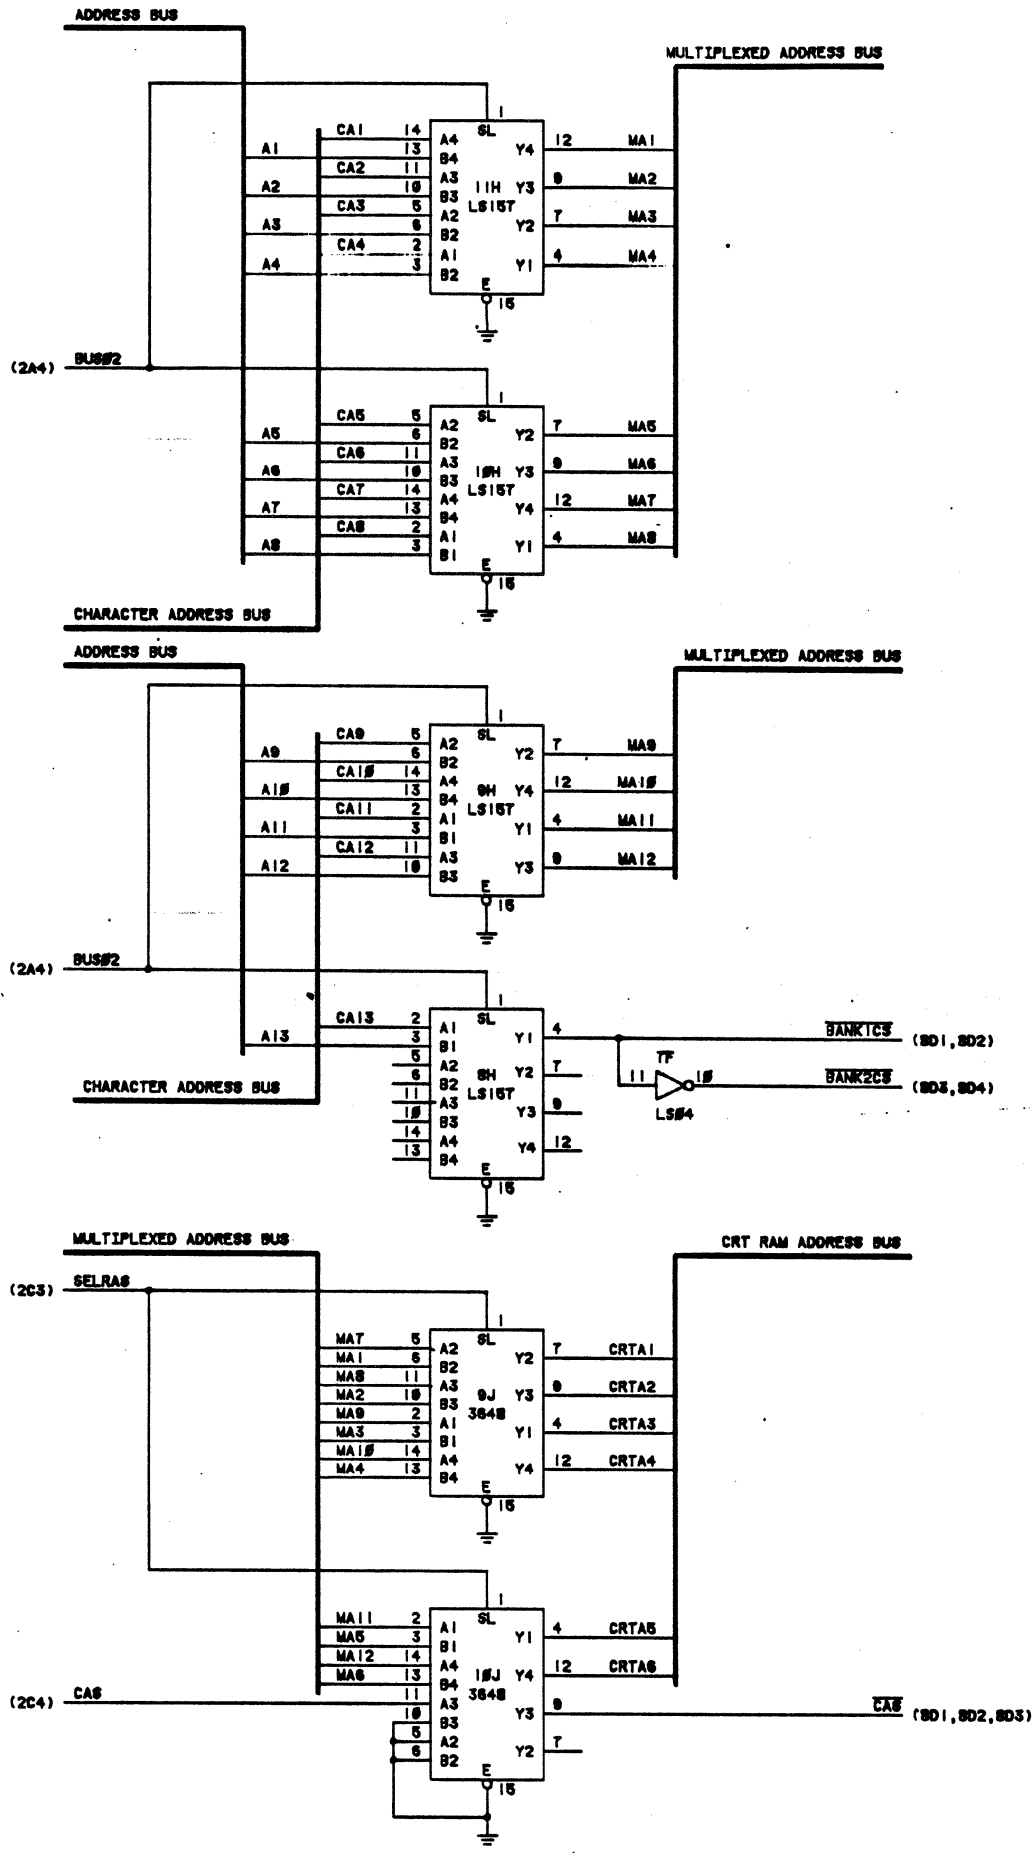 ADDRESS BUS
MULTIPLEXED ADDRESS BUS
1
SL
CA1 14 A4
A1 13 B4
CA2 11 A3
A2 10 B3
CA3 5 A2
A3 6 B2
CA4 2 A1
A4 3 B2
11H
LS157
Y4 12 MA1
Y3 9 MA2
Y2 7 MA3
Y1 4 MA4
E
15
(2A4) BUSØ2
1
SL
CA5 5 A2
A5 6 B2
CA6 11 A3
A6 10 B3
CA7 14 A4
A7 13 B4
CA8 2 A1
A8 3 B1
10H
LS157
Y2 7 MA5
Y3 9 MA6
Y4 12 MA7
Y1 4 MA8
E
15
CHARACTER ADDRESS BUS
ADDRESS BUS
MULTIPLEXED ADDRESS BUS
1
SL
CA9 5 A2
A9 6 B2
CA10 14 A4
A10 13 B4
CA11 2 A1
A11 3 B1
CA12 11 A3
A12 10 B3
9H
LS157
Y2 7 MA9
Y4 12 MA10
Y1 4 MA11
Y3 9 MA12
E
15
(2A4) BUSØ2
1
SL
CA13 2 A1
A13 3 B1
5 A2
6 B2
11 A3
10 B3
14 A4
13 B4
8H
LS157
Y1 4 BANK1CS (8D1,8D2)
Y2 7
Y3 9
Y4 12
7F
11 10 BANK2CS (8D3,8D4)
LS04
E
15
CHARACTER ADDRESS BUS
MULTIPLEXED ADDRESS BUS
CRT RAM ADDRESS BUS
(2C3) SELRAS
1
SL
MA7 5 A2
MA1 6 B2
MA8 11 A3
MA2 10 B3
MA9 2 A1
MA3 3 B1
MA10 14 A4
MA4 13 B4
9J
364B
Y2 7 CRTA1
Y3 9 CRTA2
Y1 4 CRTA3
Y4 12 CRTA4
E
15
1
SL
MA11 2 A1
MA5 3 B1
MA12 14 A4
MA6 13 B4
(2C4) CAS 11 A3
10 B3
5 A2
6 B2
10J
364B
Y1 4 CRTA5
Y4 12 CRTA6
Y3 9 CAS (8D1,8D2,8D3)
Y2 7
E
15